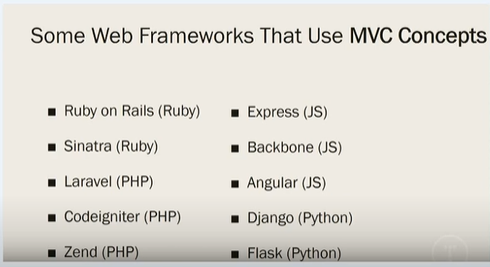 Some Web Frameworks That Use MVC Concepts
■ Ruby on Rails (Ruby)
■ Sinatra (Ruby)
■ Laravel (PHP)
■ Codeigniter (PHP)
■ Zend (PHP)
■ Express (JS)
■ Backbone (JS)
■ Angular (JS)
■ Django (Python)
■ Flask (Python)